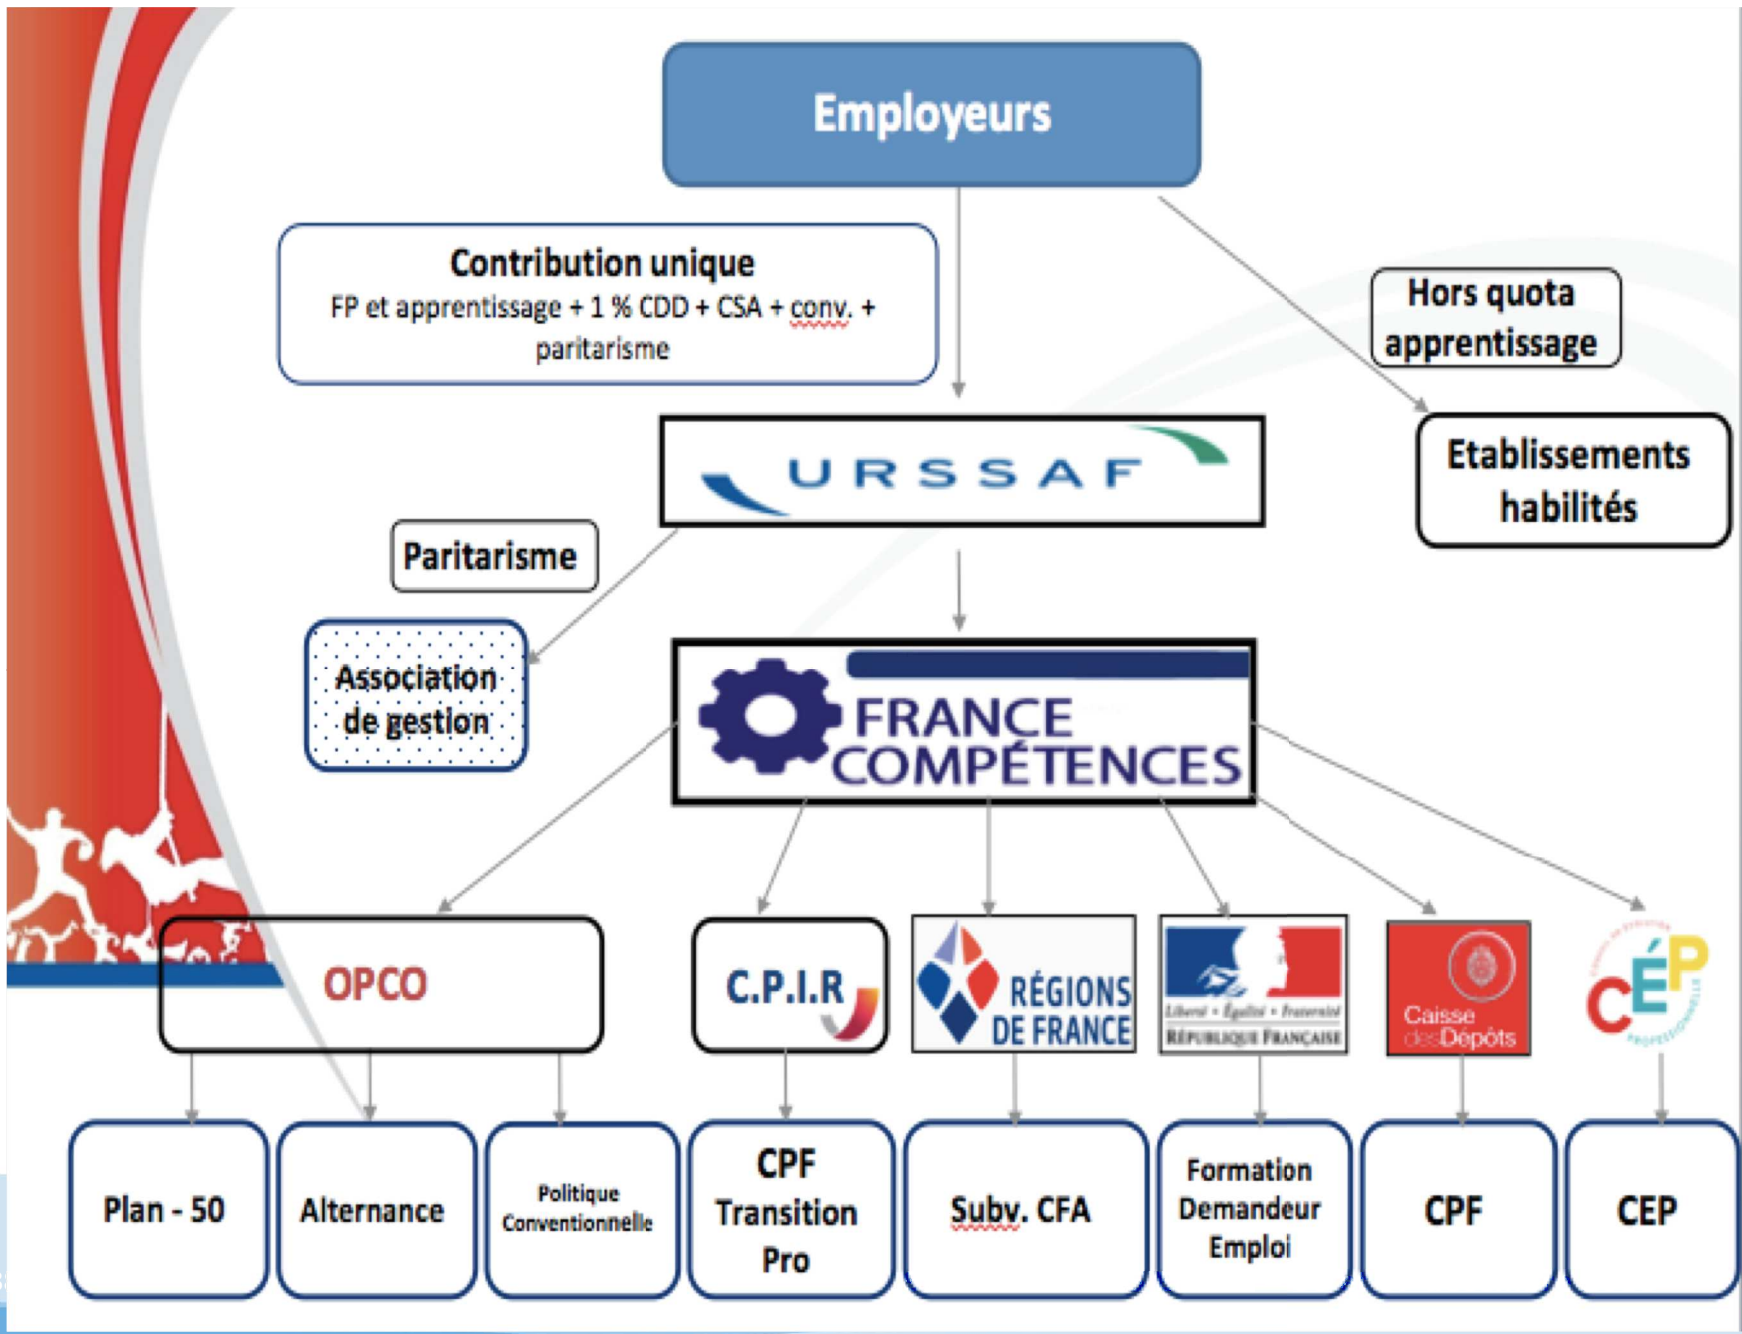 Employeurs
Contribution unique
FP et apprentissage + 1 % CDD + CSA + conv. +
paritarisme
Hors quota
apprentissage
URSSAF
Etablissements
habilités
Paritarisme
Association
de gestion
FRANCE
COMPÉTENCES
OPCO
C.P.I.R
RÉGIONS
DE FRANCE
Liberté • Égalité • Fraternité
RÉPUBLIQUE FRANÇAISE
Caisse
desDépôts
CÉP
PROFESSIONNELLE
Plan - 50
Alternance
Politique
Conventionnelle
CPF
Transition
Pro
Subv. CFA
Formation
Demandeur
Emploi
CPF
CEP